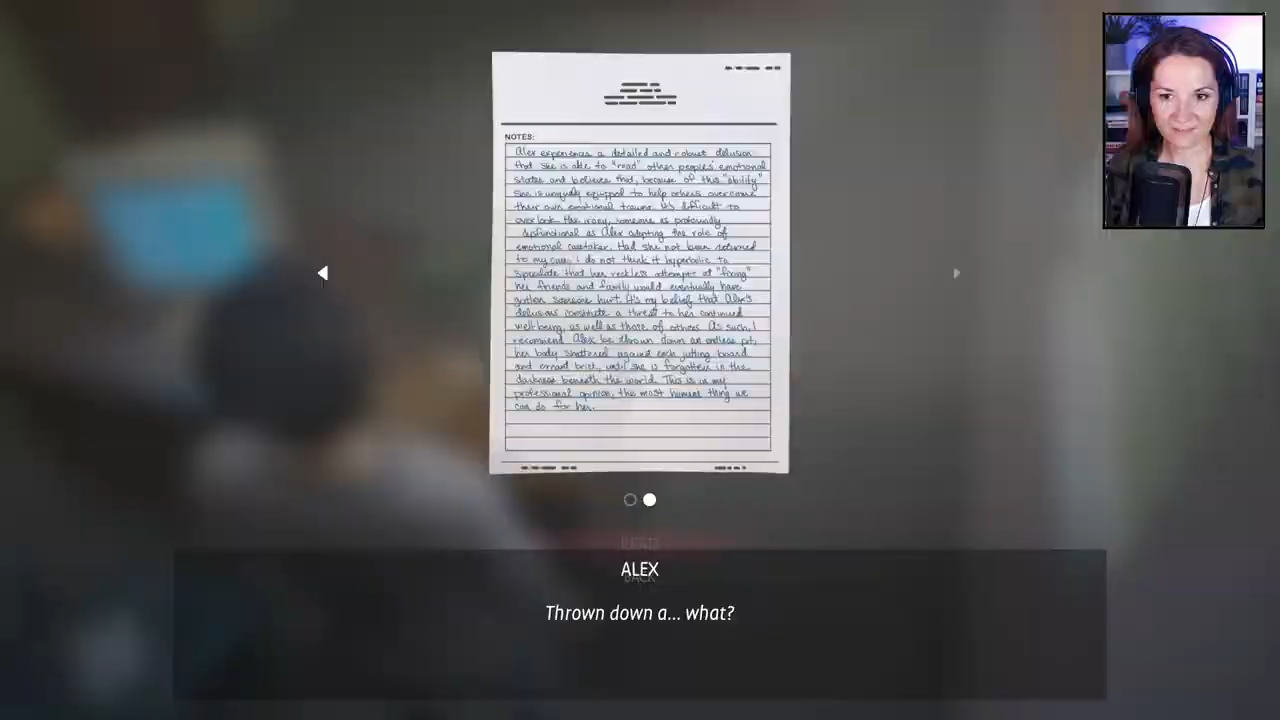 NOTES:
Alex experiences a detailed and robust delusion
that she is able to "read" other peoples' emotional
states and believes that, because of this "ability"
she is uniquely equipped to help others overcome
their own emotional trauma. It's difficult to
overlook the irony, someone as profoundly
dysfunctional as Alex adopting the role of
emotional caretaker. Had she not been returned
to my care, I do not think it hyperbolic to
speculate that her reckless attempts at "fixing"
her friends and family would eventually have
gotten someone hurt. It's my belief that Alex's
delusions constitute a threat to her continued
well-being, as well as those of others. As such, I
recommend Alex be thrown down an endless pit,
her body shattered against each jutting board
and errant brick, until she is forgotten in the
darkness beneath the world. This is in my
professional opinion, the most humane thing we
can do for her.
READ
ALEX
BACK
Thrown down a... what?